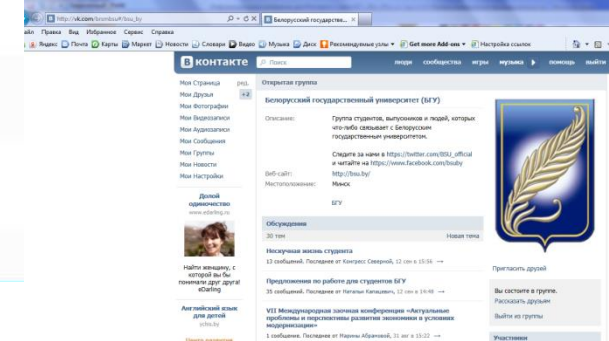 http://vk.com/brombsu#/bsu_by
Белорусский государстве...
Правка Вид Избранное Сервис Справка
Яндекс Почта Карты Маркет Новости Словари Видео Музыка Диск Рекомендуемые узлы Get more Add-ons Настройка ссылок
В контакте
Поиск
люди сообщества игры музыка помощь выйти
Моя Страница ред.
Мои Друзья +2
Мои Фотографии
Мои Видеозаписи
Мои Аудиозаписи
Мои Сообщения
Мои Группы
Мои Новости
Мои Настройки
Долой
одиночество
www.edarling.ru
Найти женщину, с
которой вы бы
понимали друг друга!
eDarling
Английский язык
для детей
Открытая группа
Белорусский государственный университет (БГУ)
Описание: Группа студентов, выпускников и людей, которых
что-либо связывает с Белорусским
государственным университетом.
Следите за нами в https://twitter.com/BSU_official
и читайте на https://www.facebook.com/bsuby
Веб-сайт: http://bsu.by/
Местоположение: Минск
БГУ
Обсуждения
30 тем Новая тема
Нескучная жизнь студента
12 сообщений. Последнее от Конгресс Северной, 12 сен в 15:56 →
Предложения по работе для студентов БГУ
35 сообщений. Последнее от Натальи Капацевич, 12 сен в 14:48 →
VII Международная заочная конференция «Актуальные
проблемы и перспективы развития экономики в условиях
модернизации»
1 сообщение. Последнее от Марины Абрамовой, 31 авг в 15:22 →
Пригласить друзей
Вы состоите в группе.
Рассказать друзьям
Выйти из группы
Участники